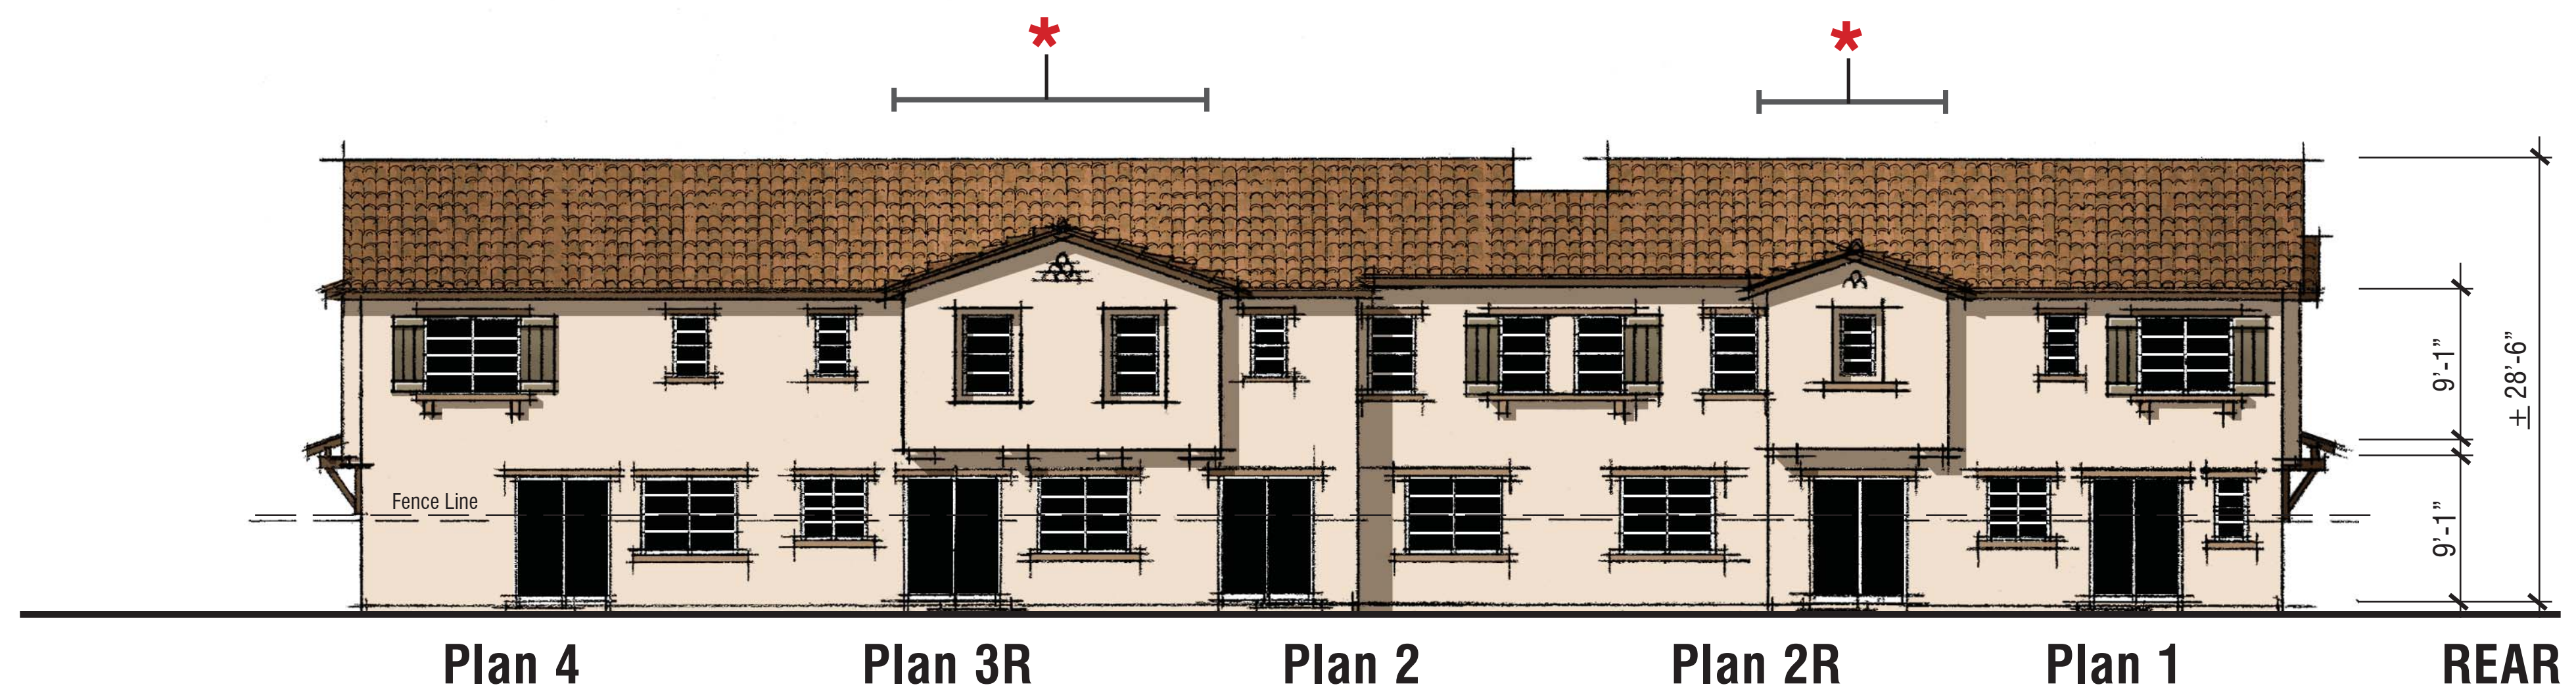 *
*
Fence Line
9’-1”
9’-1”
± 28’-6”
Plan 4
Plan 3R
Plan 2
Plan 2R
Plan 1
REAR